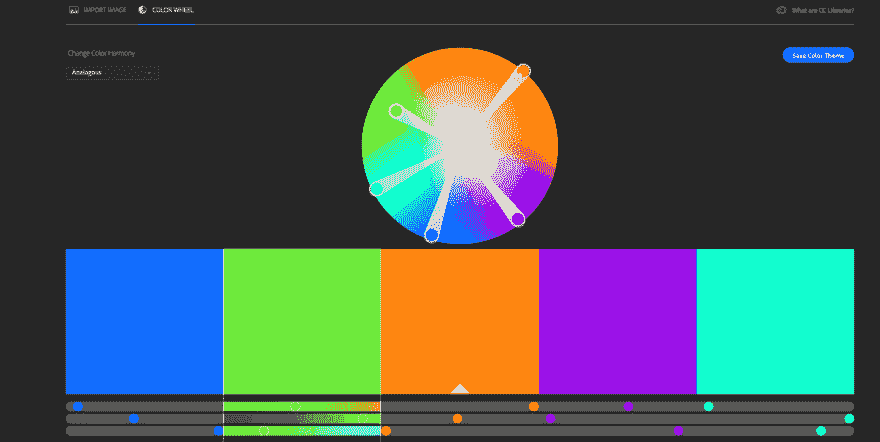 IMPORT IMAGE
COLOR WHEEL
What are CC Libraries?
Change Color Harmony
Save Color Theme
Analogous